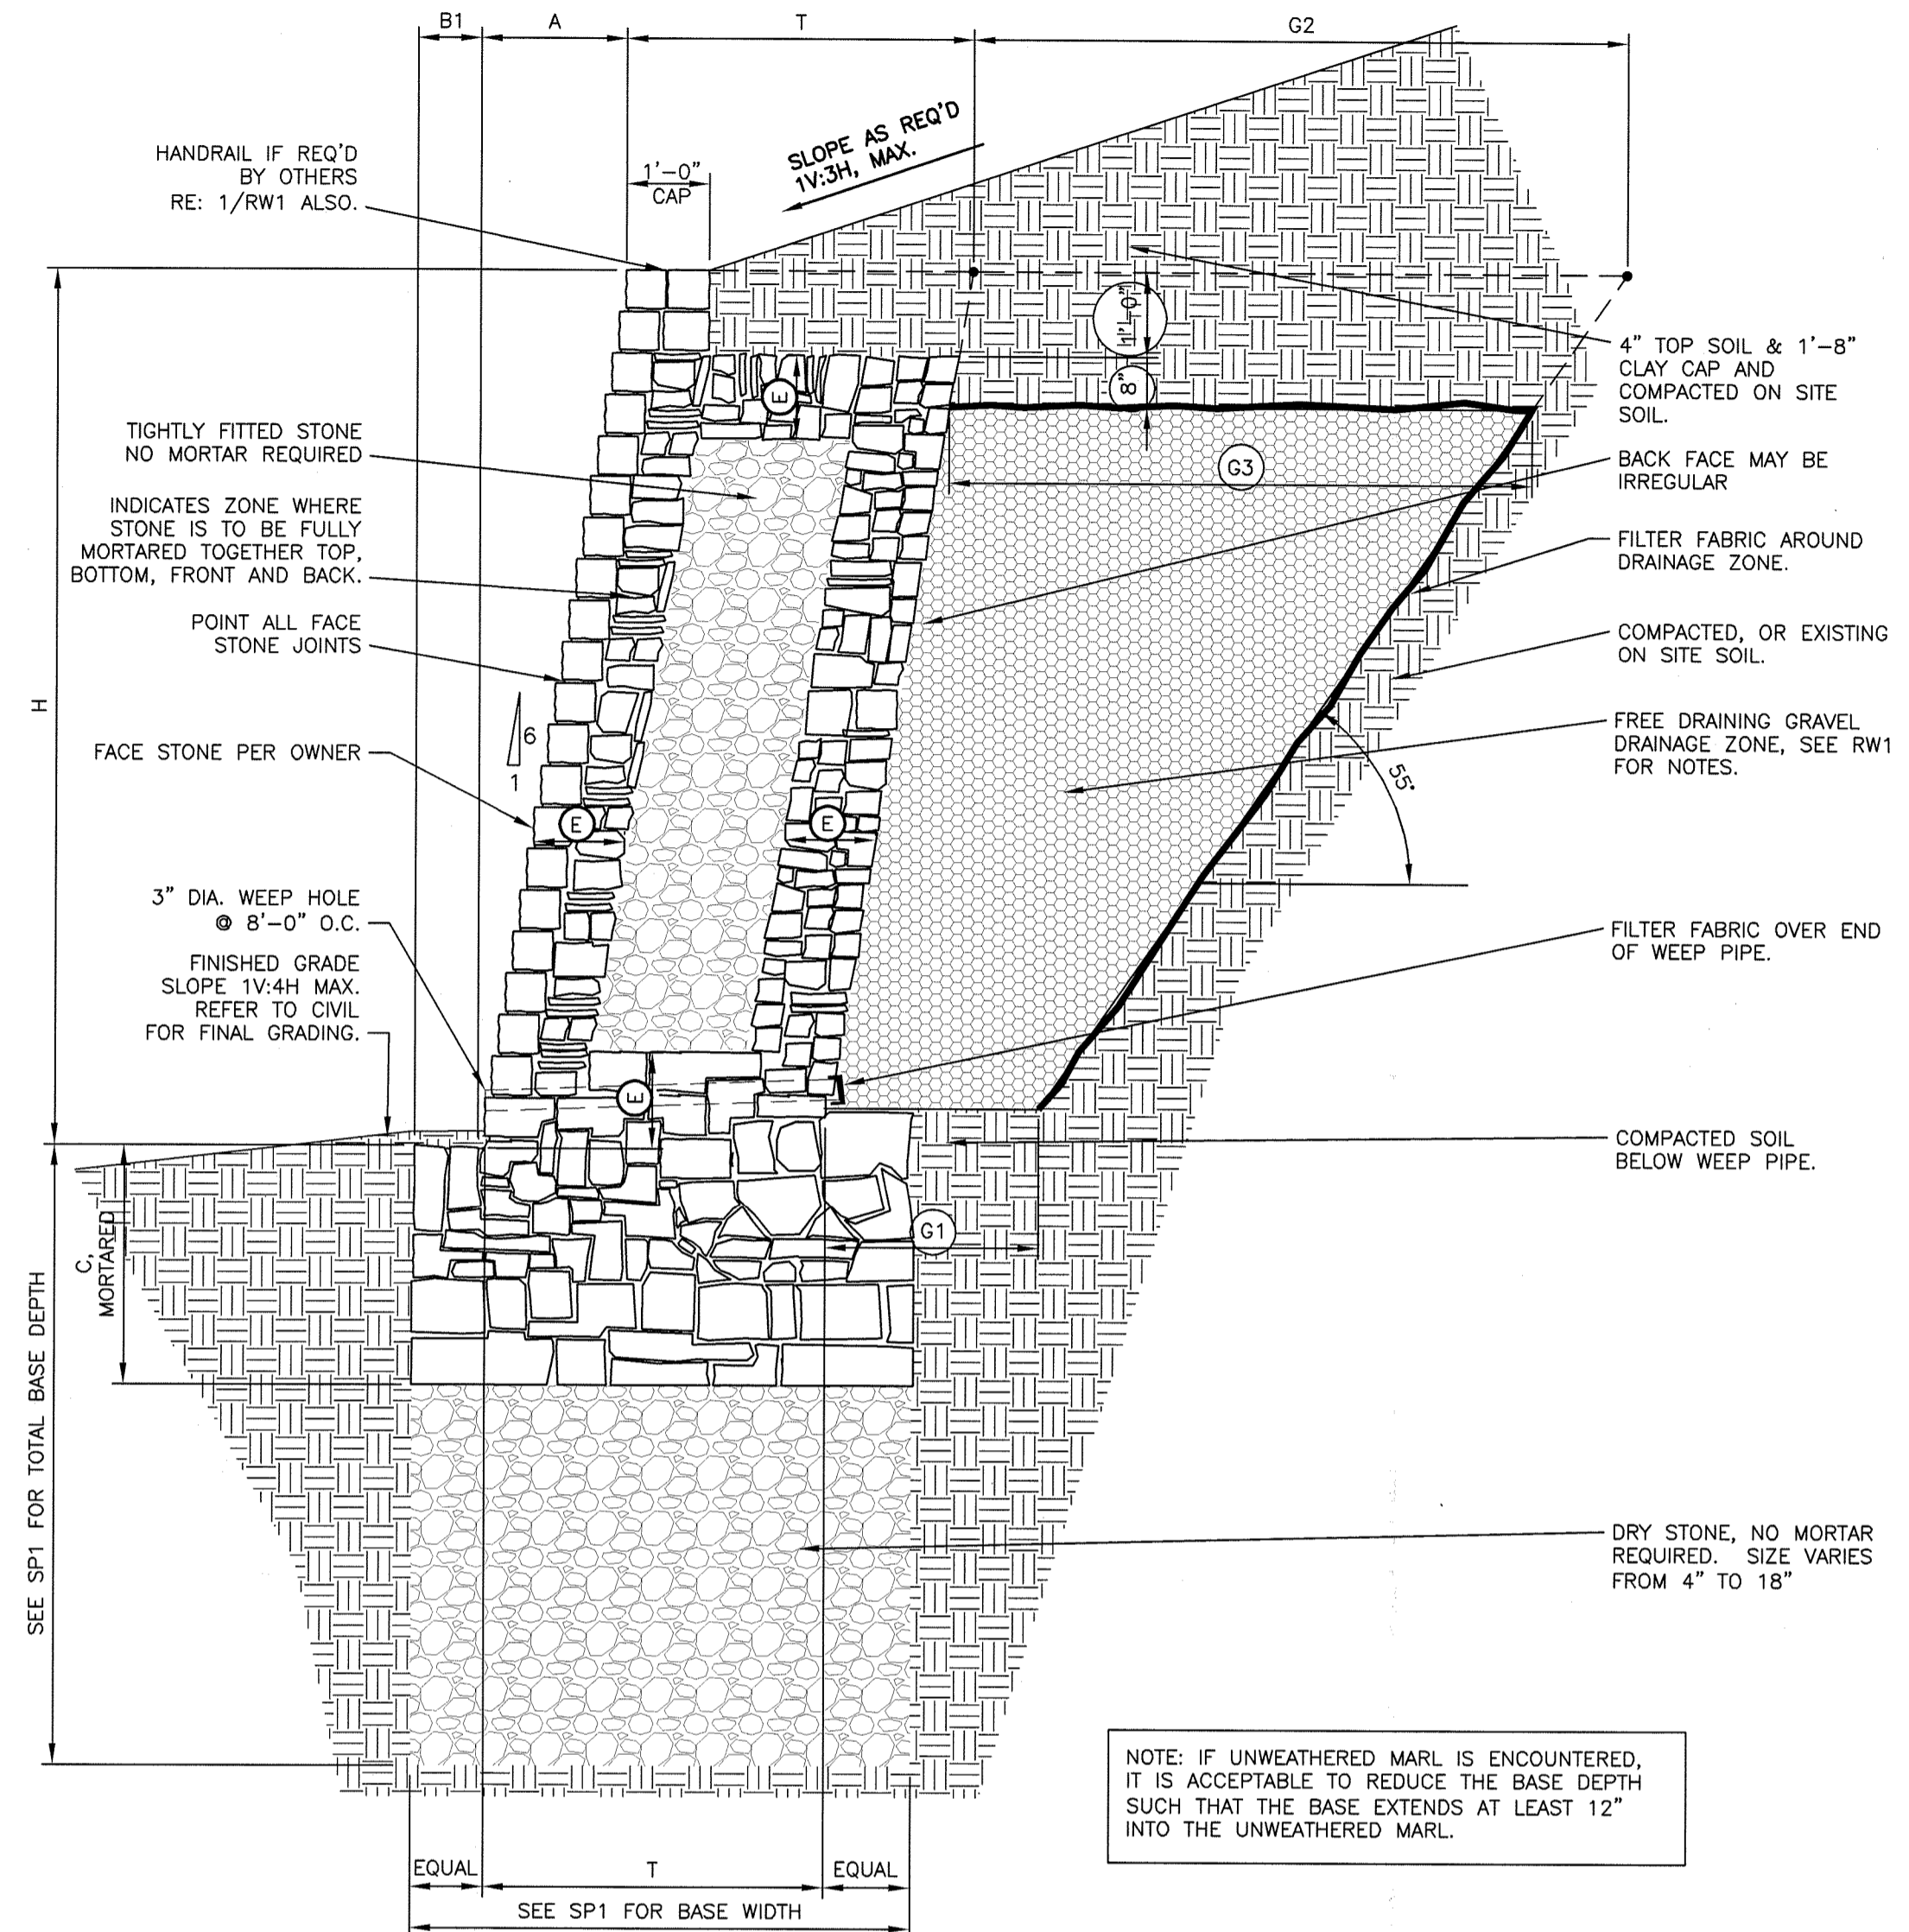 B1
A
T
G2
HANDRAIL IF REQ'D
BY OTHERS
RE: 1/RW1 ALSO.
1'-0"
CAP
SLOPE AS REQ'D
1V:3H, MAX.
1'-0"
8"
4" TOP SOIL & 1'-8"
CLAY CAP AND
COMPACTED ON SITE
SOIL.
E
TIGHTLY FITTED STONE
NO MORTAR REQUIRED
G3
BACK FACE MAY BE
IRREGULAR
INDICATES ZONE WHERE
STONE IS TO BE FULLY
MORTARED TOGETHER TOP,
BOTTOM, FRONT AND BACK.
FILTER FABRIC AROUND
DRAINAGE ZONE.
POINT ALL FACE
STONE JOINTS
COMPACTED, OR EXISTING
ON SITE SOIL.
H
6
1
FACE STONE PER OWNER
FREE DRAINING GRAVEL
DRAINAGE ZONE, SEE RW1
FOR NOTES.
55°
E
E
3" DIA. WEEP HOLE
@ 8'-0" O.C.
FILTER FABRIC OVER END
OF WEEP PIPE.
FINISHED GRADE
SLOPE 1V:4H MAX.
REFER TO CIVIL
FOR FINAL GRADING.
E
COMPACTED SOIL
BELOW WEEP PIPE.
C,
MORTARED
G1
SEE SP1 FOR TOTAL BASE DEPTH
DRY STONE, NO MORTAR
REQUIRED. SIZE VARIES
FROM 4" TO 18"
NOTE: IF UNWEATHERED MARL IS ENCOUNTERED,
IT IS ACCEPTABLE TO REDUCE THE BASE DEPTH
SUCH THAT THE BASE EXTENDS AT LEAST 12"
INTO THE UNWEATHERED MARL.
EQUAL
T
EQUAL
SEE SP1 FOR BASE WIDTH